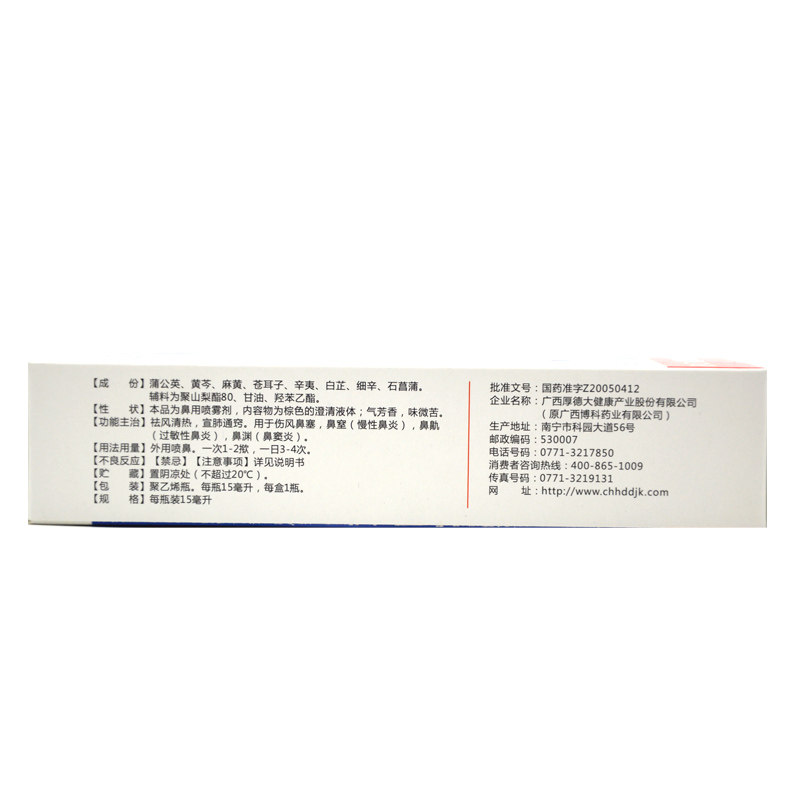 【成　份】蒲公英、黄芩、麻黄、苍耳子、辛夷、白芷、细辛、石菖蒲。
辅料为聚山梨酯80、甘油、羟苯乙酯。
【性　状】本品为鼻用喷雾剂，内容物为棕色的澄清液体；气芳香，味微苦。
【功能主治】祛风清热，宣肺通窍。用于伤风鼻塞，鼻窒（慢性鼻炎），鼻鼽
（过敏性鼻炎），鼻渊（鼻窦炎）。
【用法用量】外用喷鼻。一次1-2揿，一日3-4次。
【不良反应】【禁忌】【注意事项】详见说明书
【贮　藏】置阴凉处（不超过20℃）。
【包　装】聚乙烯瓶。每瓶15毫升，每盒1瓶。
【规　格】每瓶装15毫升
批准文号：国药准字Z20050412
企业名称：广西厚德大健康产业股份有限公司
（原广西博科药业有限公司）
生产地址：南宁市科园大道56号
邮政编码：530007
电话号码：0771-3217850
消费者咨询热线：400-865-1009
传真号码：0771-3219131
网　址：http://www.chhddjk.com